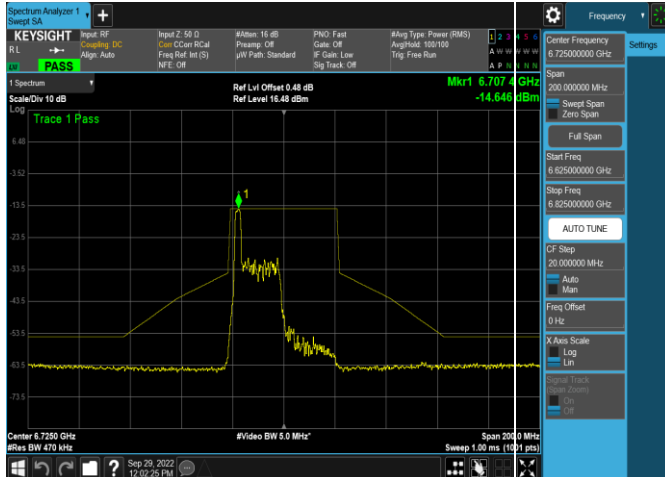 Spectrum Analyzer 1
Swept SA
+
Frequency
KEYSIGHT
R L
PASS
Input: RF
Coupling: DC
Align: Auto
Input Z: 50 Ω
Corr CCorr RCal
Freq Ref: Int (S)
NFE: Off
#Atten: 16 dB
Preamp: Off
µW Path: Standard
PNO: Fast
Gate: Off
IF Gain: Low
Sig Track: Off
#Avg Type: Power (RMS)
Avg|Hold: 100/100
Trig: Free Run
1 2 3 4 5 6
A W W W W W
A P N N N N
1 Spectrum
Scale/Div 10 dB
Log
Ref Lvl Offset 0.48 dB
Ref Level 16.48 dBm
Mkr1 6.707 4 GHz
-14.646 dBm
Trace 1 Pass
1
6.48
-3.52
-13.5
-23.5
-33.5
-43.5
-53.5
-63.5
-73.5
Center 6.7250 GHz
#Res BW 470 kHz
#Video BW 5.0 MHz*
Span 200.0 MHz
Sweep 1.00 ms (1001 pts)
Sep 29, 2022
12:02:25 PM
?
Settings
Center Frequency
6.725000000 GHz
Span
200.000000 MHz
Swept Span
Zero Span
Full Span
Start Freq
6.625000000 GHz
Stop Freq
6.825000000 GHz
AUTO TUNE
CF Step
20.000000 MHz
Auto
Man
Freq Offset
0 Hz
X Axis Scale
Log
Lin
Signal Track
(Span Zoom)
On
Off